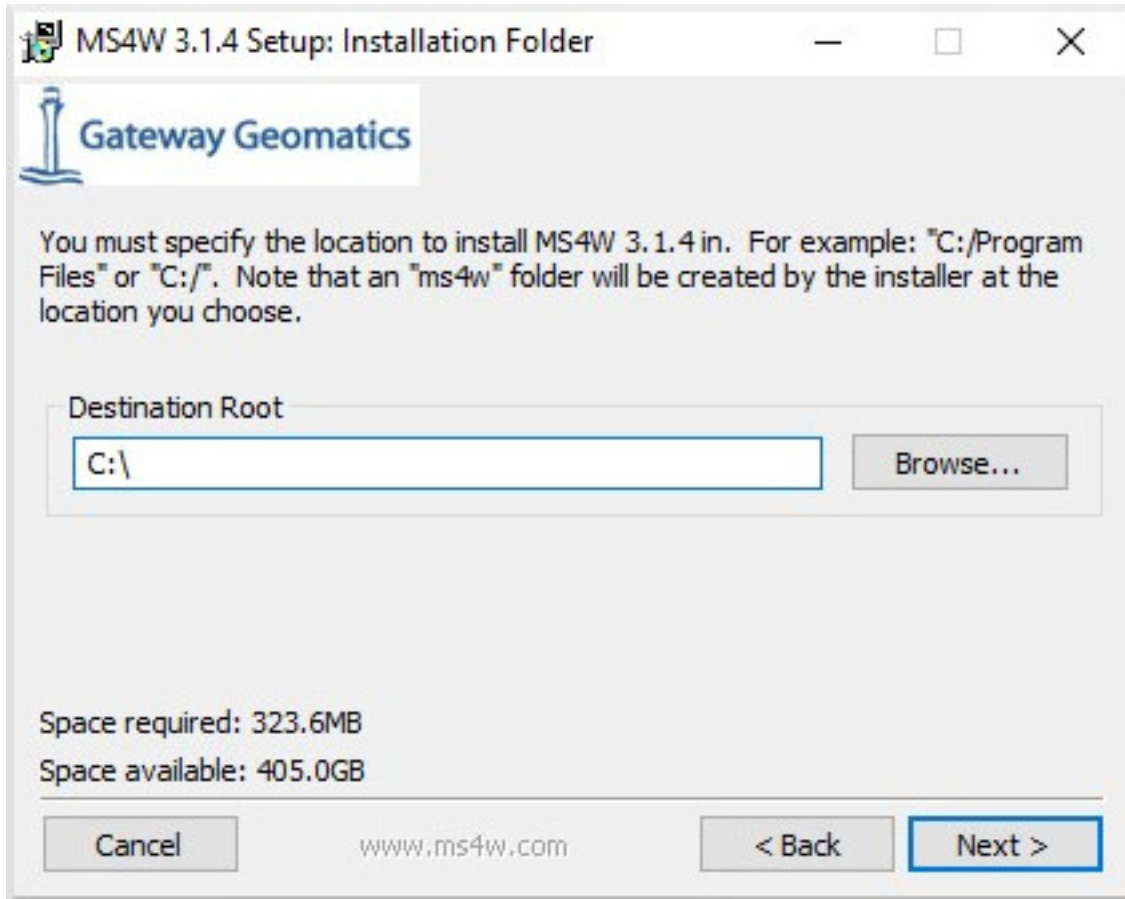 MS4W 3.1.4 Setup: Installation Folder
Gateway Geomatics
You must specify the location to install MS4W 3.1.4 in. For example: "C:/Program
Files" or "C:/". Note that an "ms4w" folder will be created by the installer at the
location you choose.
Destination Root
C:\
Browse...
Space required: 323.6MB
Space available: 405.0GB
Cancel
www.ms4w.com
< Back
Next >